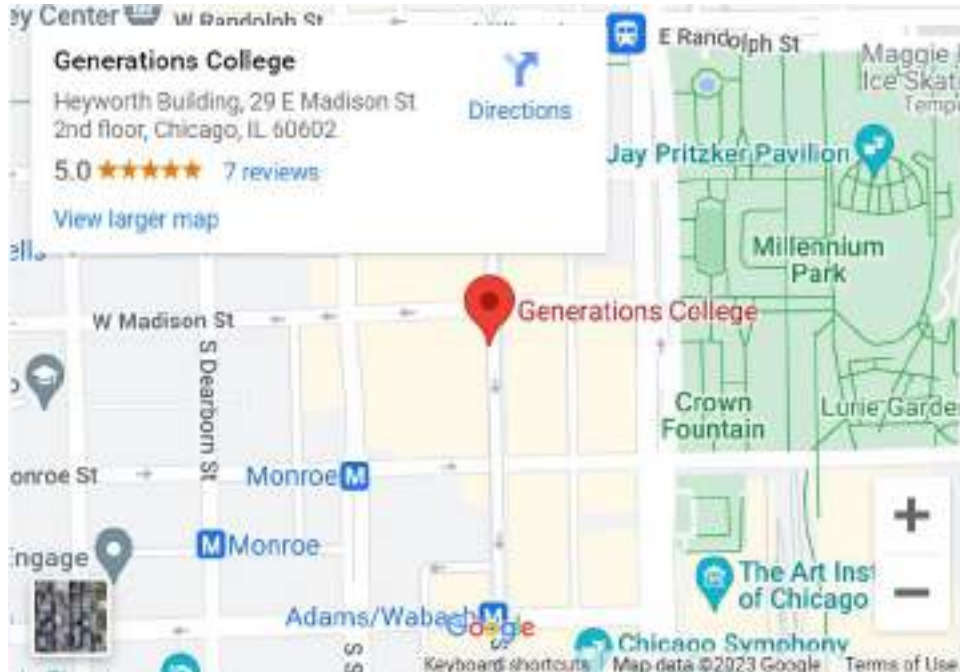 ey Center
W Randolph St
E Randolph St
Generations College
Directions
Heyworth Building, 29 E Madison St
2nd floor, Chicago, IL 60602
5.0
7 reviews
View larger map
Maggie
Ice Skat
Temp
Jay Pritzker Pavilion
Millennium
Park
ells
Generations College
W Madison St
S Dearborn St
Crown
Fountain
Lurie Garde
onroe St
Monroe
M
M
Monroe
Engage
The Art Inst
of Chicago
+
−
Adams/Wabash
M
Google
Chicago Symphony
S S
S
Keyboard shortcuts
Map data ©2023 Google
Terms of Use